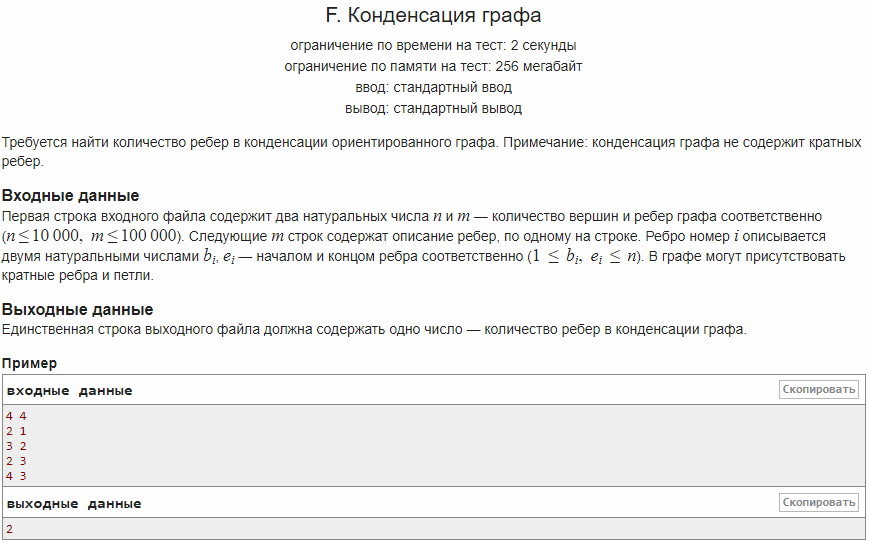 F. Конденсация графа
ограничение по времени на тест: 2 секунды
ограничение по памяти на тест: 256 мегабайт
ввод: стандартный ввод
вывод: стандартный вывод
Требуется найти количество ребер в конденсации ориентированного графа. Примечание: конденсация графа не содержит кратных
ребер.
Входные данные
Первая строка входного файла содержит два натуральных числа n и m — количество вершин и ребер графа соответственно
(n ≤ 10 000, m ≤ 100 000). Следующие m строк содержат описание ребер, по одному на строке. Ребро номер i описывается
двумя натуральными числами b_i, e_i — началом и концом ребра соответственно (1 ≤ b_i, e_i ≤ n). В графе могут присутствовать
кратные ребра и петли.
Выходные данные
Единственная строка выходного файла должна содержать одно число — количество ребер в конденсации графа.
Пример
входные данные Скопировать
4 4
2 1
3 2
2 3
4 3
выходные данные Скопировать
2